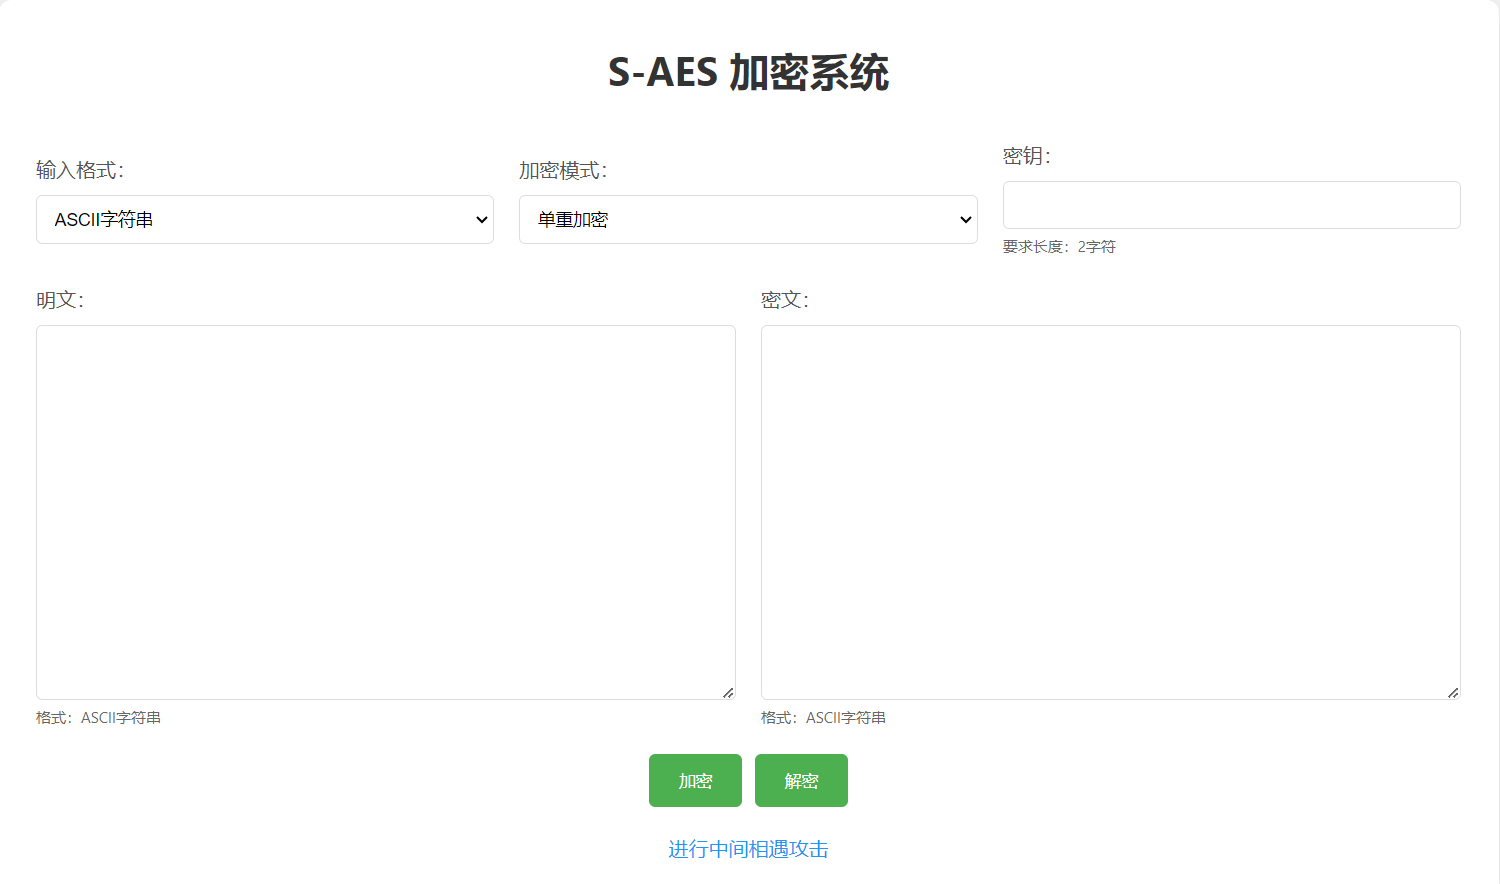 S-AES 加密系统
输入格式：
ASCII字符串
加密模式：
单重加密
密钥：
要求长度：2字符
明文：
密文：
格式：ASCII字符串
格式：ASCII字符串
加密
解密
进行中间相遇攻击